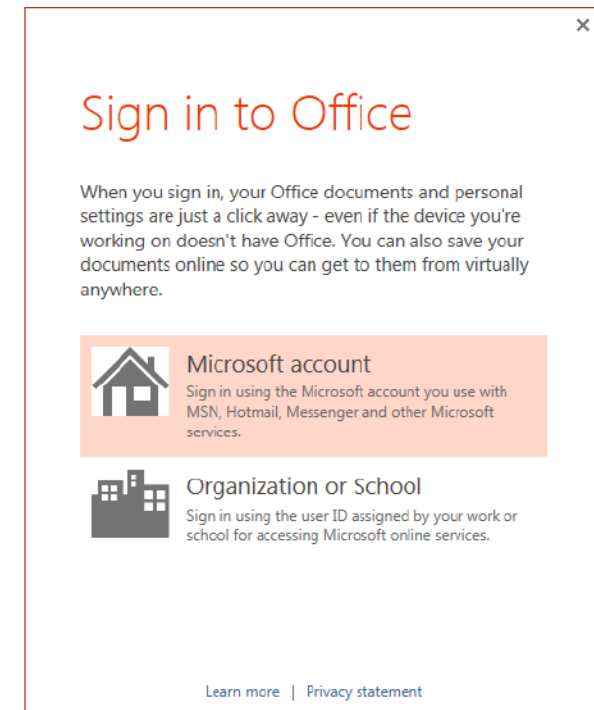 Sign in to Office
When you sign in, your Office documents and personal
settings are just a click away - even if the device you're
working on doesn't have Office. You can also save your
documents online so you can get to them from virtually
anywhere.
Microsoft account
Sign in using the Microsoft account you use with
MSN, Hotmail, Messenger and other Microsoft
services.
Organization or School
Sign in using the user ID assigned by your work or
school for accessing Microsoft online services.
Learn more | Privacy statement